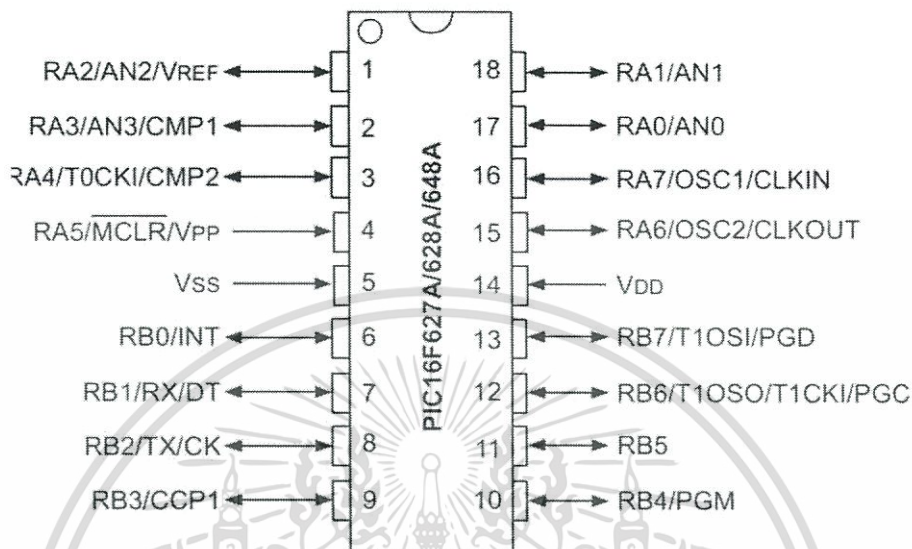 RA2/AN2/VREF 1 18 RA1/AN1
RA3/AN3/CMP1 2 17 RA0/AN0
RA4/T0CKI/CMP2 3 16 RA7/OSC1/CLKIN
RA5/MCLR/VPP 4 15 RA6/OSC2/CLKOUT
VSS 5 14 VDD
RB0/INT 6 13 RB7/T1OSI/PGD
RB1/RX/DT 7 12 RB6/T1OSO/T1CKI/PGC
RB2/TX/CK 8 11 RB5
RB3/CCP1 9 10 RB4/PGM
PIC16F627A/628A/648A